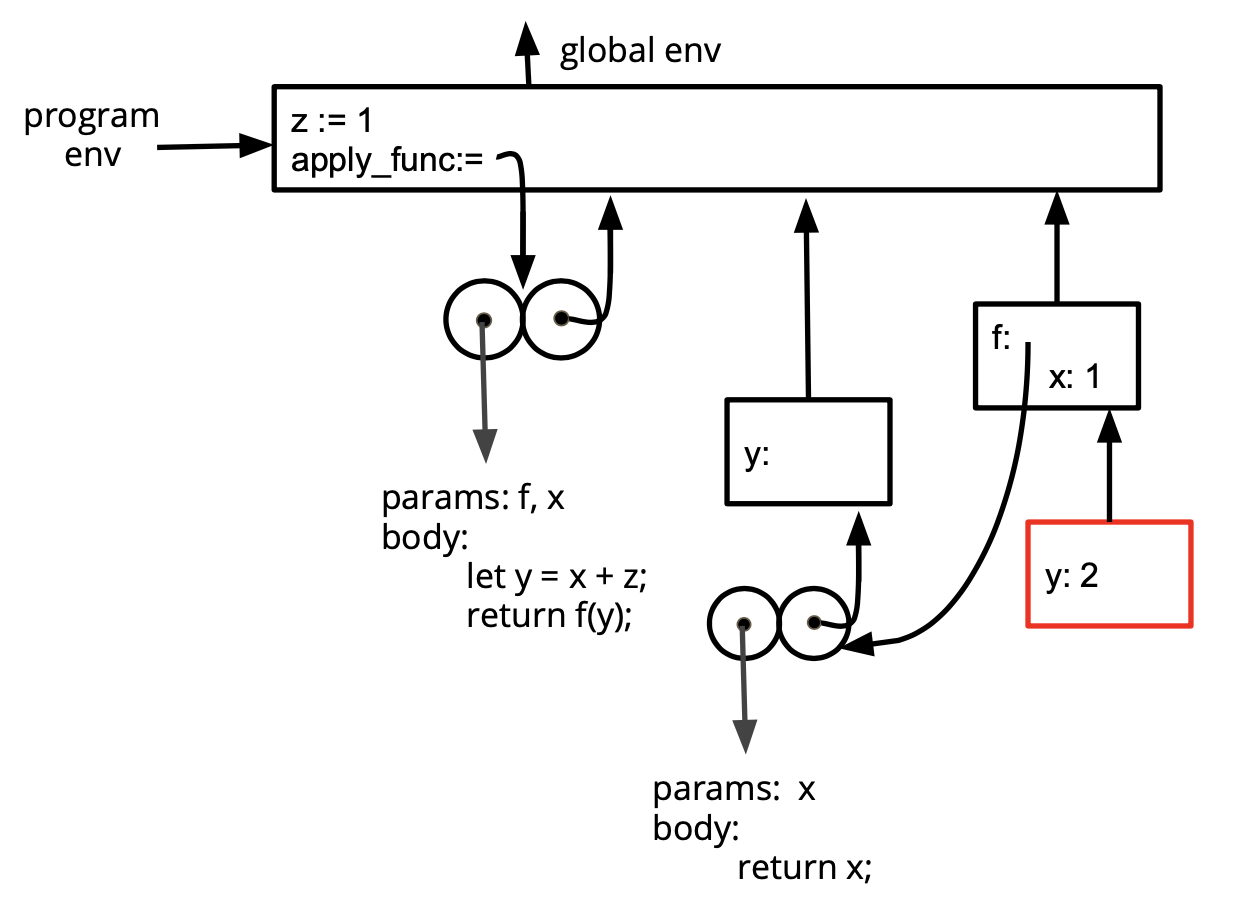 global env
program
env
z := 1
apply_func:=
f:
x: 1
y:
y: 2
params: f, x
body:
let y = x + z;
return f(y);
params:  x
body:
return x;